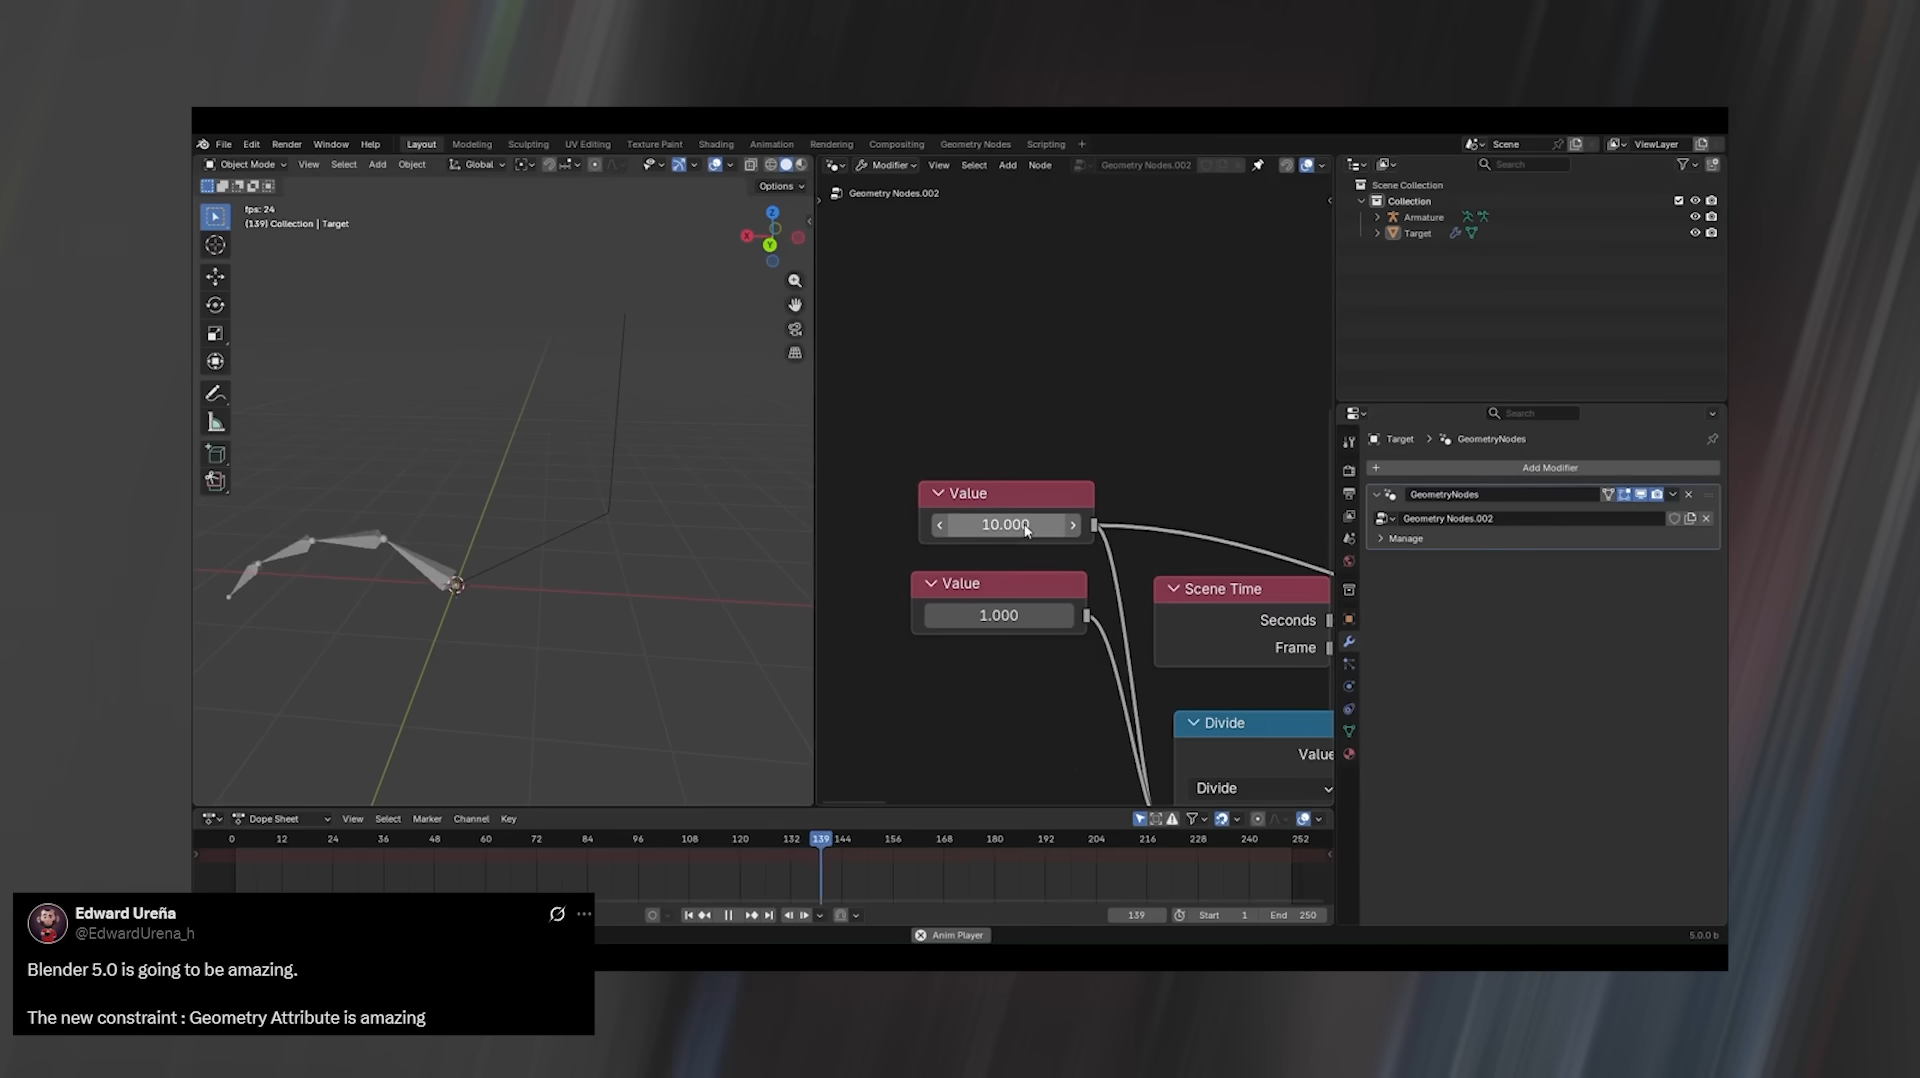 File Edit Render Window Help Layout Modeling Sculpting UV Editing Texture Paint Shading Animation Rendering Compositing Geometry Nodes Scripting + Scene ViewLayer
Object Mode View Select Add Object Global Modifier View Select Add Node Geometry Nodes.002 Search
Options
Geometry Nodes.002
Scene Collection
Collection
Armature
Target
fps: 24
(139) Collection | Target
Z
X
Y
Search
Target > GeometryNodes
+ Add Modifier
GeometryNodes
Geometry Nodes.002
Manage
Value
10.000
Value
1.000
Scene Time
Seconds
Frame
Divide
Value
Divide
Dope Sheet View Select Marker Channel Key
0 12 24 36 48 60 72 84 96 108 120 132 139 144 156 168 180 192 204 216 228 240 252
139 Start 1 End 250
Anim Player
5.0.0 b
Edward Ureña
@EdwardUrena_h
Blender 5.0 is going to be amazing.
The new constraint : Geometry Attribute is amazing